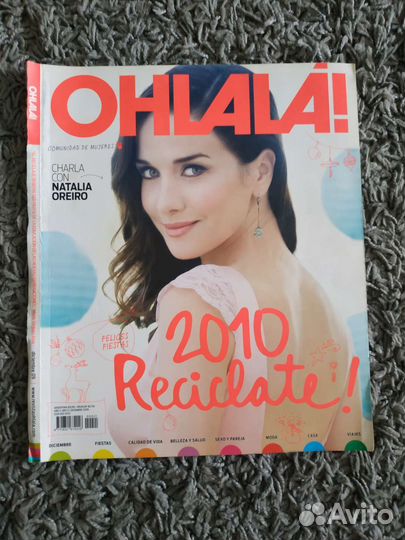 OHLALÁ!
OHLALÁ!
COMUNIDAD DE MUJERES
CHARLA
CON
NATALIA
OREIRO
FELICES
FIESTAS
2010
Reciclate!
DICIEMBRE
FIESTAS
CALIDAD DE VIDA
BELLEZA Y SALUD
SEXO Y PAREJA
MODA
CASA
VIAJES
Avito